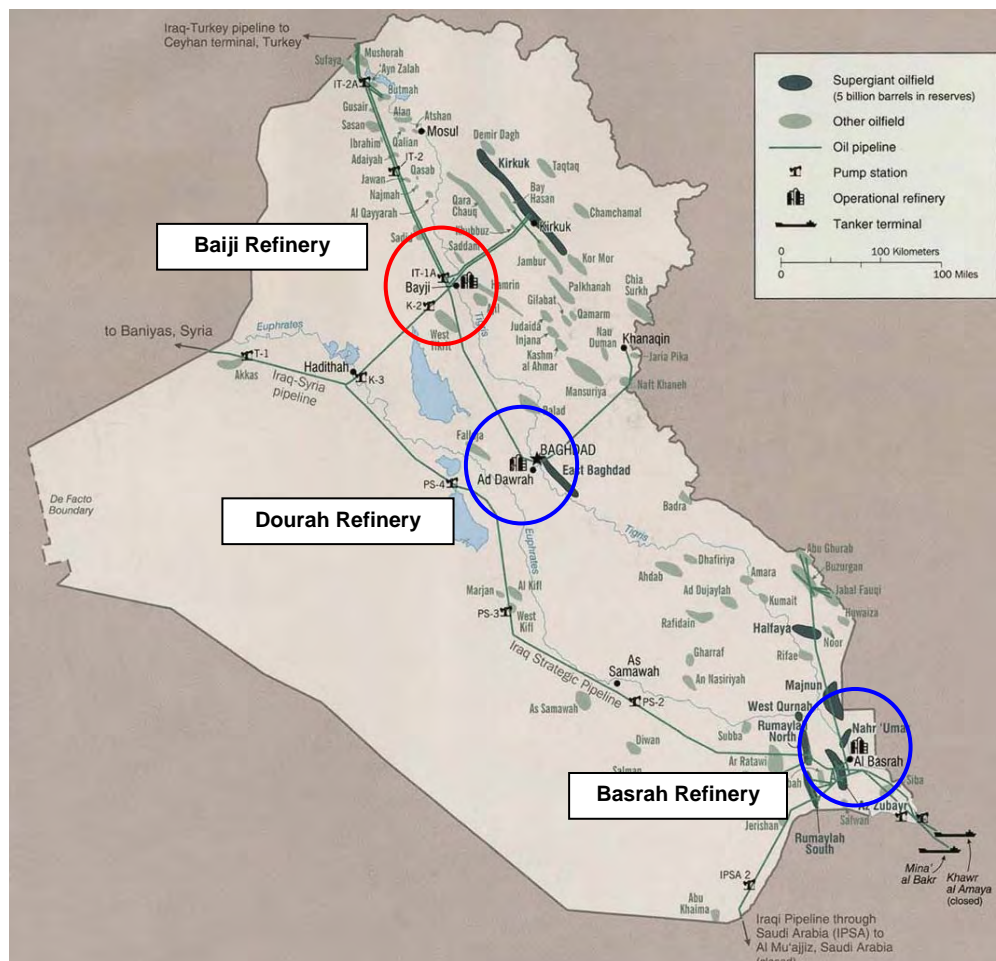 Iraq-Turkey pipeline to
Ceyhan terminal, Turkey
Mushorah
Sufaya
'Ayn Zalah
IT-2A
Butmah
Gusair
Alan
Atshan
Sasan
Mosul
Ibrahim
Qalian
Demir Dagh
Adaiyah
IT-2
Kirkuk
Taqtaq
Jawan
Qasab
Najmah
Bay
Hasan
Al Qayyarah
Qara
Chauq
Chamchamal
Khubbuz
Kirkuk
Saddam
Jambur
Kor Mor
Baiji Refinery
IT-1A
Bayji
Hamrin
Palkhanah
Chia
Surkh
K-2
Gilabat
Qamarm
Tigris
West
Tikrit
Judaida
Injana
Nau
Duman
Khanaqin
to Baniyas, Syria
Euphrates
Kashm
al Ahmar
Jaria Pika
T-1
Hadithah
K-3
Akkas
Mansuriya
Naft Khaneh
Iraq-Syria
pipeline
Balad
Falluja
BAGHDAD
East Baghdad
Ad Dawrah
PS-4
De Facto
Boundary
Dourah Refinery
Badra
Euphrates
Tigris
Abu Ghurab
Buzurgan
Dhafiriya
Ahdab
Amara
Jabal Fauqi
Marjan
Al Kifl
Ad Dujaylah
Kumait
Huwaiza
PS-3
West
Kifl
Rafidain
Halfaya
Noor
Iraq Strategic Pipeline
As
Samawah
Gharraf
Rifae
An Nasiriyah
Majnun
As Samawah
PS-2
West Qurnah
Nahr 'Umar
Subba
Rumaylah
North
Diwan
Ar Ratawi
Al Basrah
Salman
Siba
Basrah Refinery
Az Zubayr
Jerishan
Safwan
Rumaylah
South
Mina'
al Bakr
Khawr
al Amaya
(closed)
IPSA 2
Abu
Khaima
Iraqi Pipeline through
Saudi Arabia (IPSA) to
Al Mu'ajjiz, Saudi Arabia
(closed)
Supergiant oilfield
(5 billion barrels in reserves)
Other oilfield
Oil pipeline
Pump station
Operational refinery
Tanker terminal
0 100 Kilometers
0 100 Miles